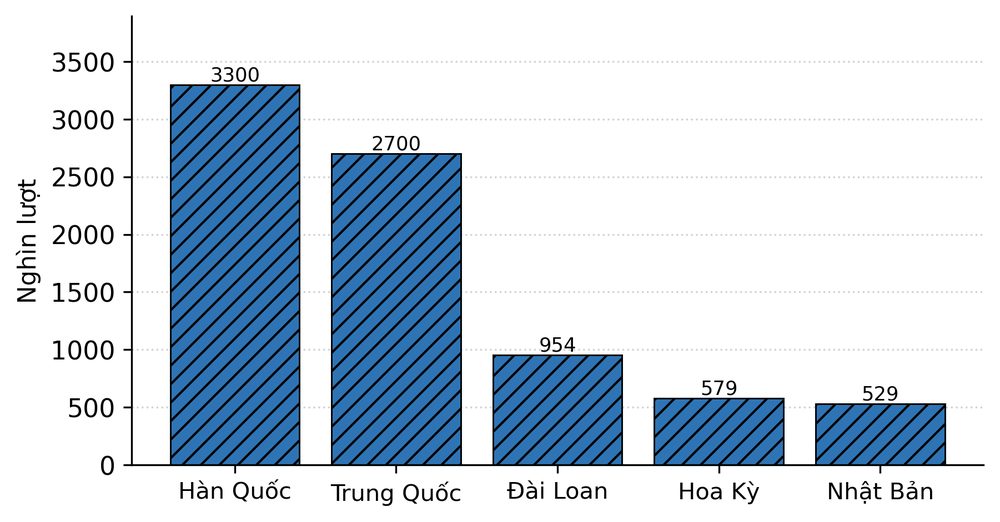 Nghìn lượt
3500
3000
2500
2000
1500
1000
500
0
3300
2700
954
579
529
Hàn Quốc
Trung Quốc
Đài Loan
Hoa Kỳ
Nhật Bản